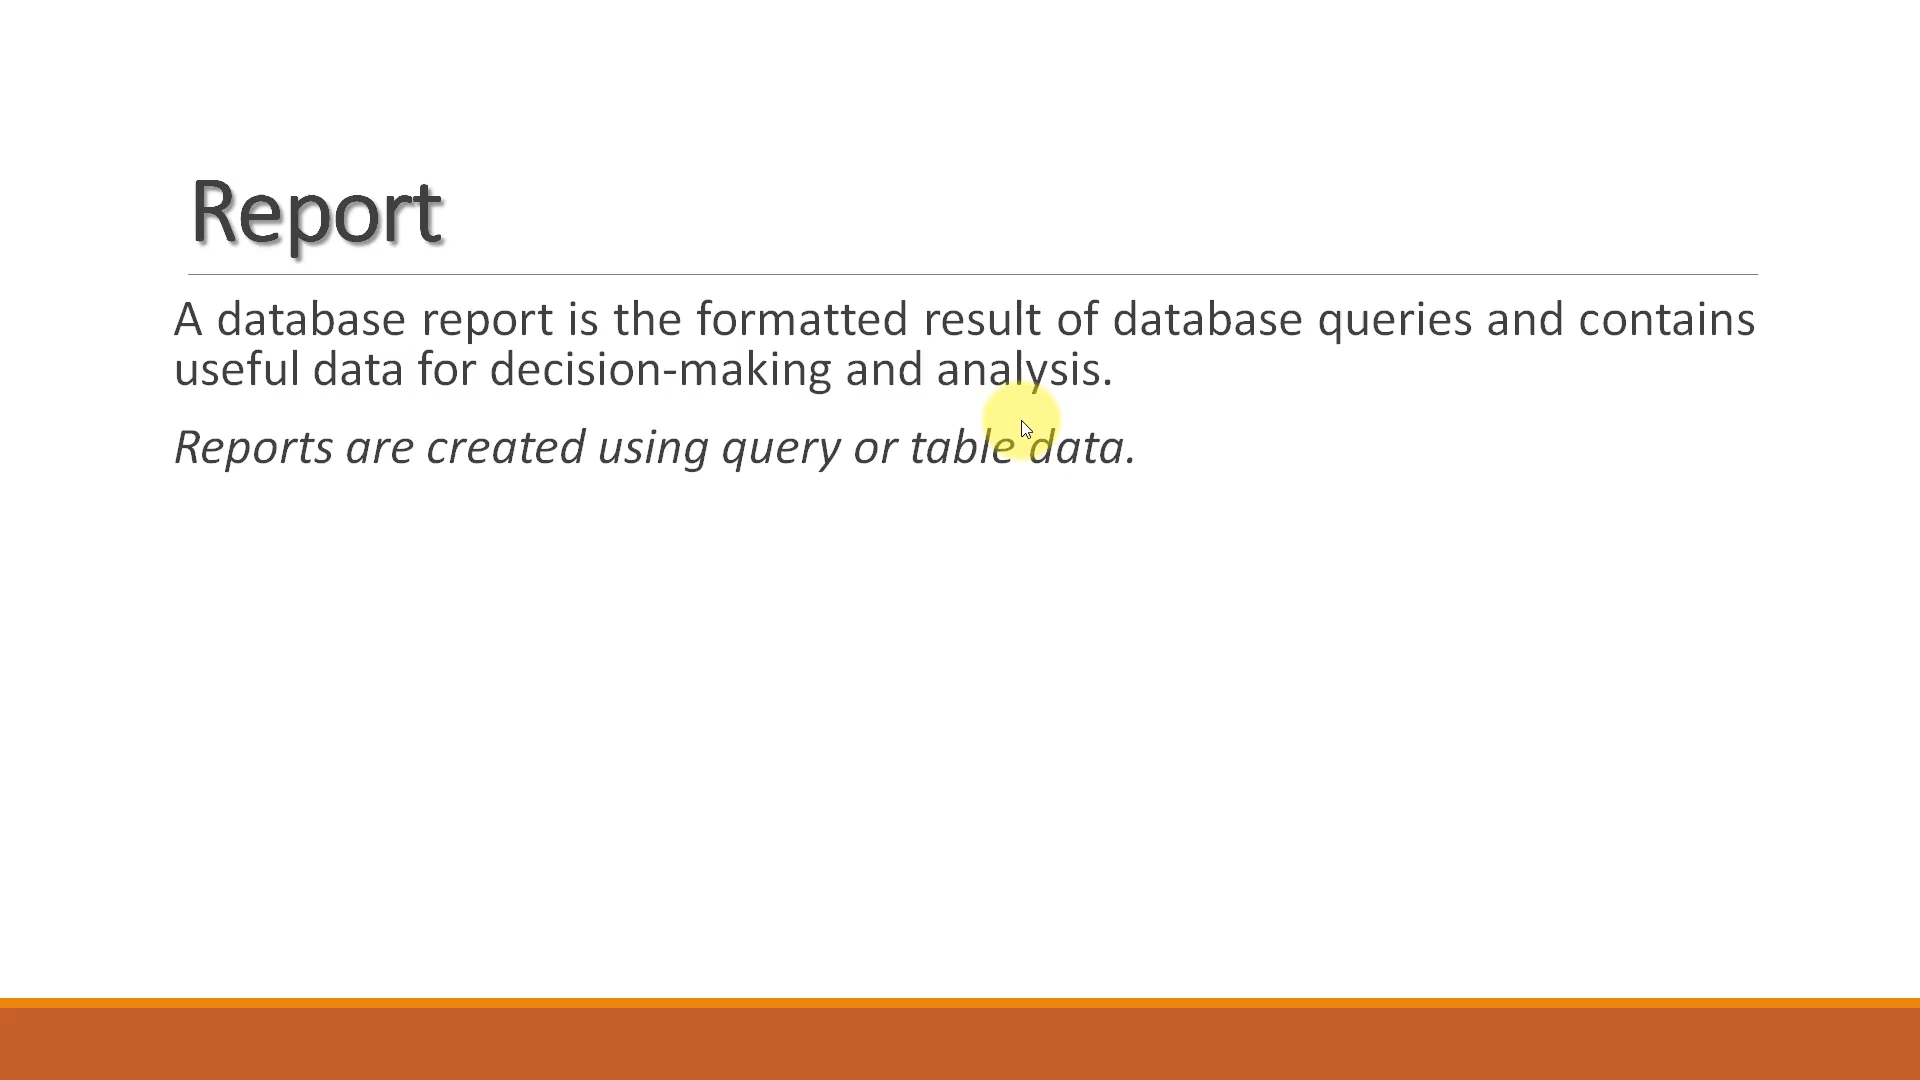 Report
A database report is the formatted result of database queries and contains
useful data for decision-making and analysis.
Reports are created using query or table data.